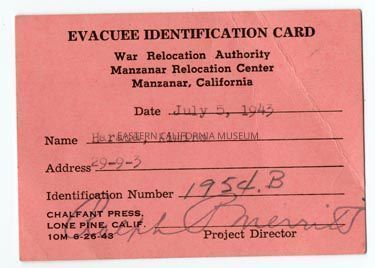 EVACUEE IDENTIFICATION CARD
War Relocation Authority
Manzanar Relocation Center
Manzanar, California
Date July 5, 1943
Name
EASTERN CALIFORNIA MUSEUM
Address 29-9-3
Identification Number 1954.B
CHALFANT PRESS,
LONE PINE, CALIF.
10M 6-26-43
Ralph P Merritt
Project Director